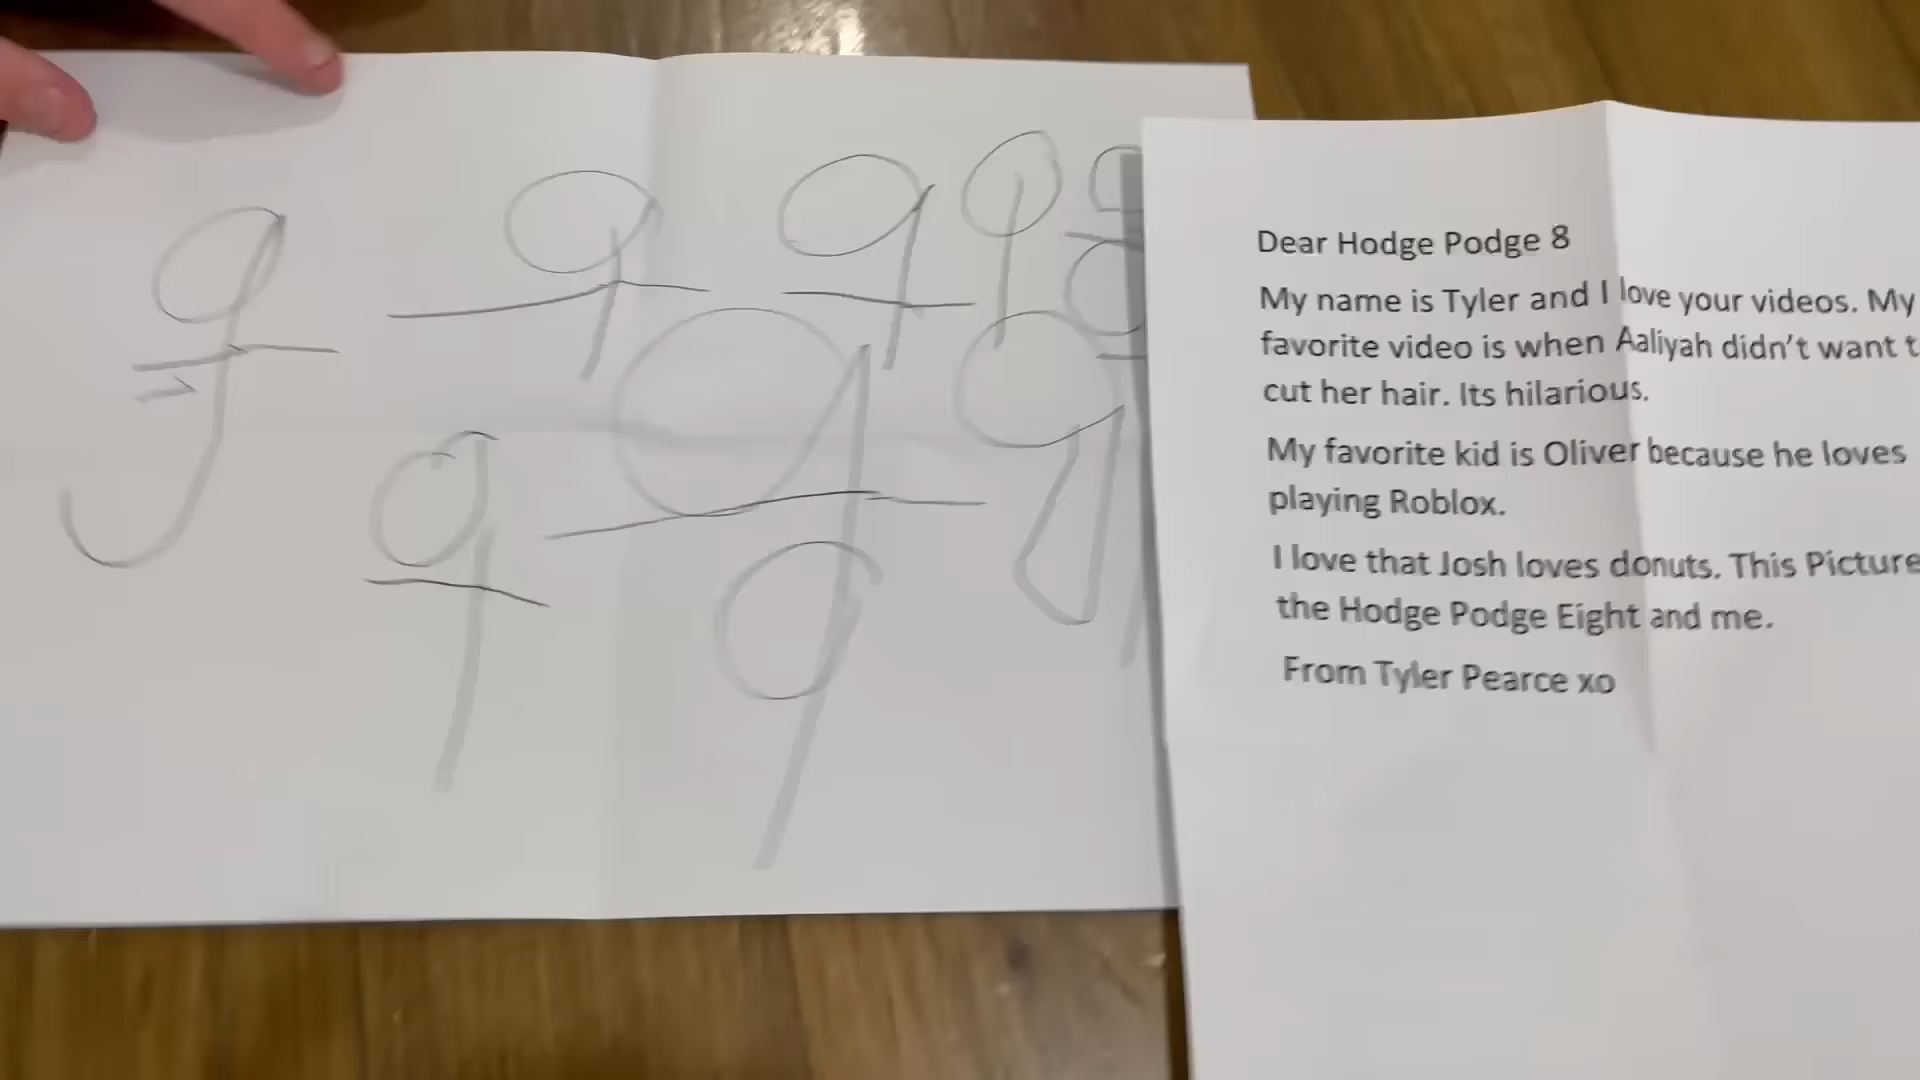 Dear Hodge Podge 8
My name is Tyler and I love your videos. My
favorite video is when Aaliyah didn't want
cut her hair. Its hilarious.
My favorite kid is Oliver because he loves
playing Roblox.
I love that Josh loves donuts. This Picture
the Hodge Podge Eight and me.
From Tyler Pearce xo